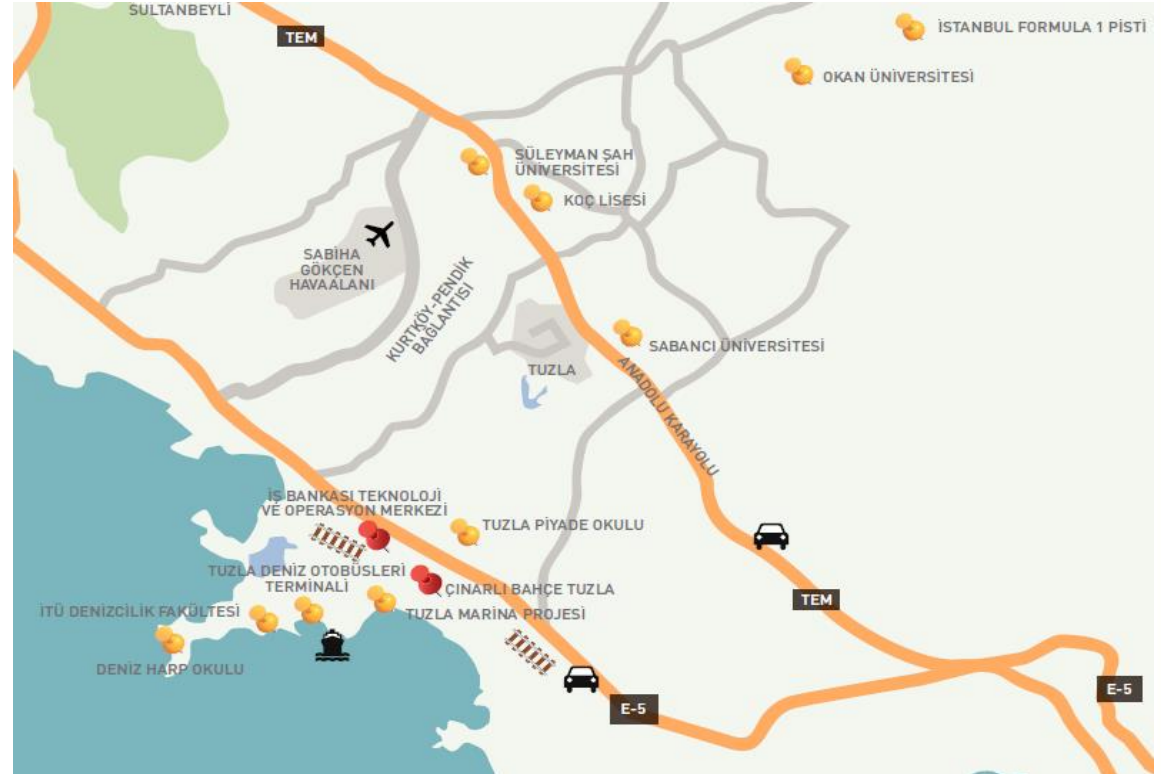 SULTANBEYLİ
TEM
İSTANBUL FORMULA 1 PİSTİ
OKAN ÜNİVERSİTESİ
SÜLEYMAN ŞAH
ÜNİVERSİTESİ
KOÇ LİSESİ
SABİHA
GÖKÇEN
HAVAALANI
KURTKÖY-PENDİK
BAĞLANTISI
SABANCI ÜNİVERSİTESİ
TUZLA
ANADOLU KARAYOLU
İŞ BANKASI TEKNOLOJİ
VE OPERASYON MERKEZİ
TUZLA PİYADE OKULU
TUZLA DENİZ OTOBÜSLERİ
TERMİNALİ
ÇINARLI BAHÇE TUZLA
TEM
İTÜ DENİZCİLİK FAKÜLTESİ
TUZLA MARINA PROJESİ
DENİZ HARP OKULU
E-5
E-5